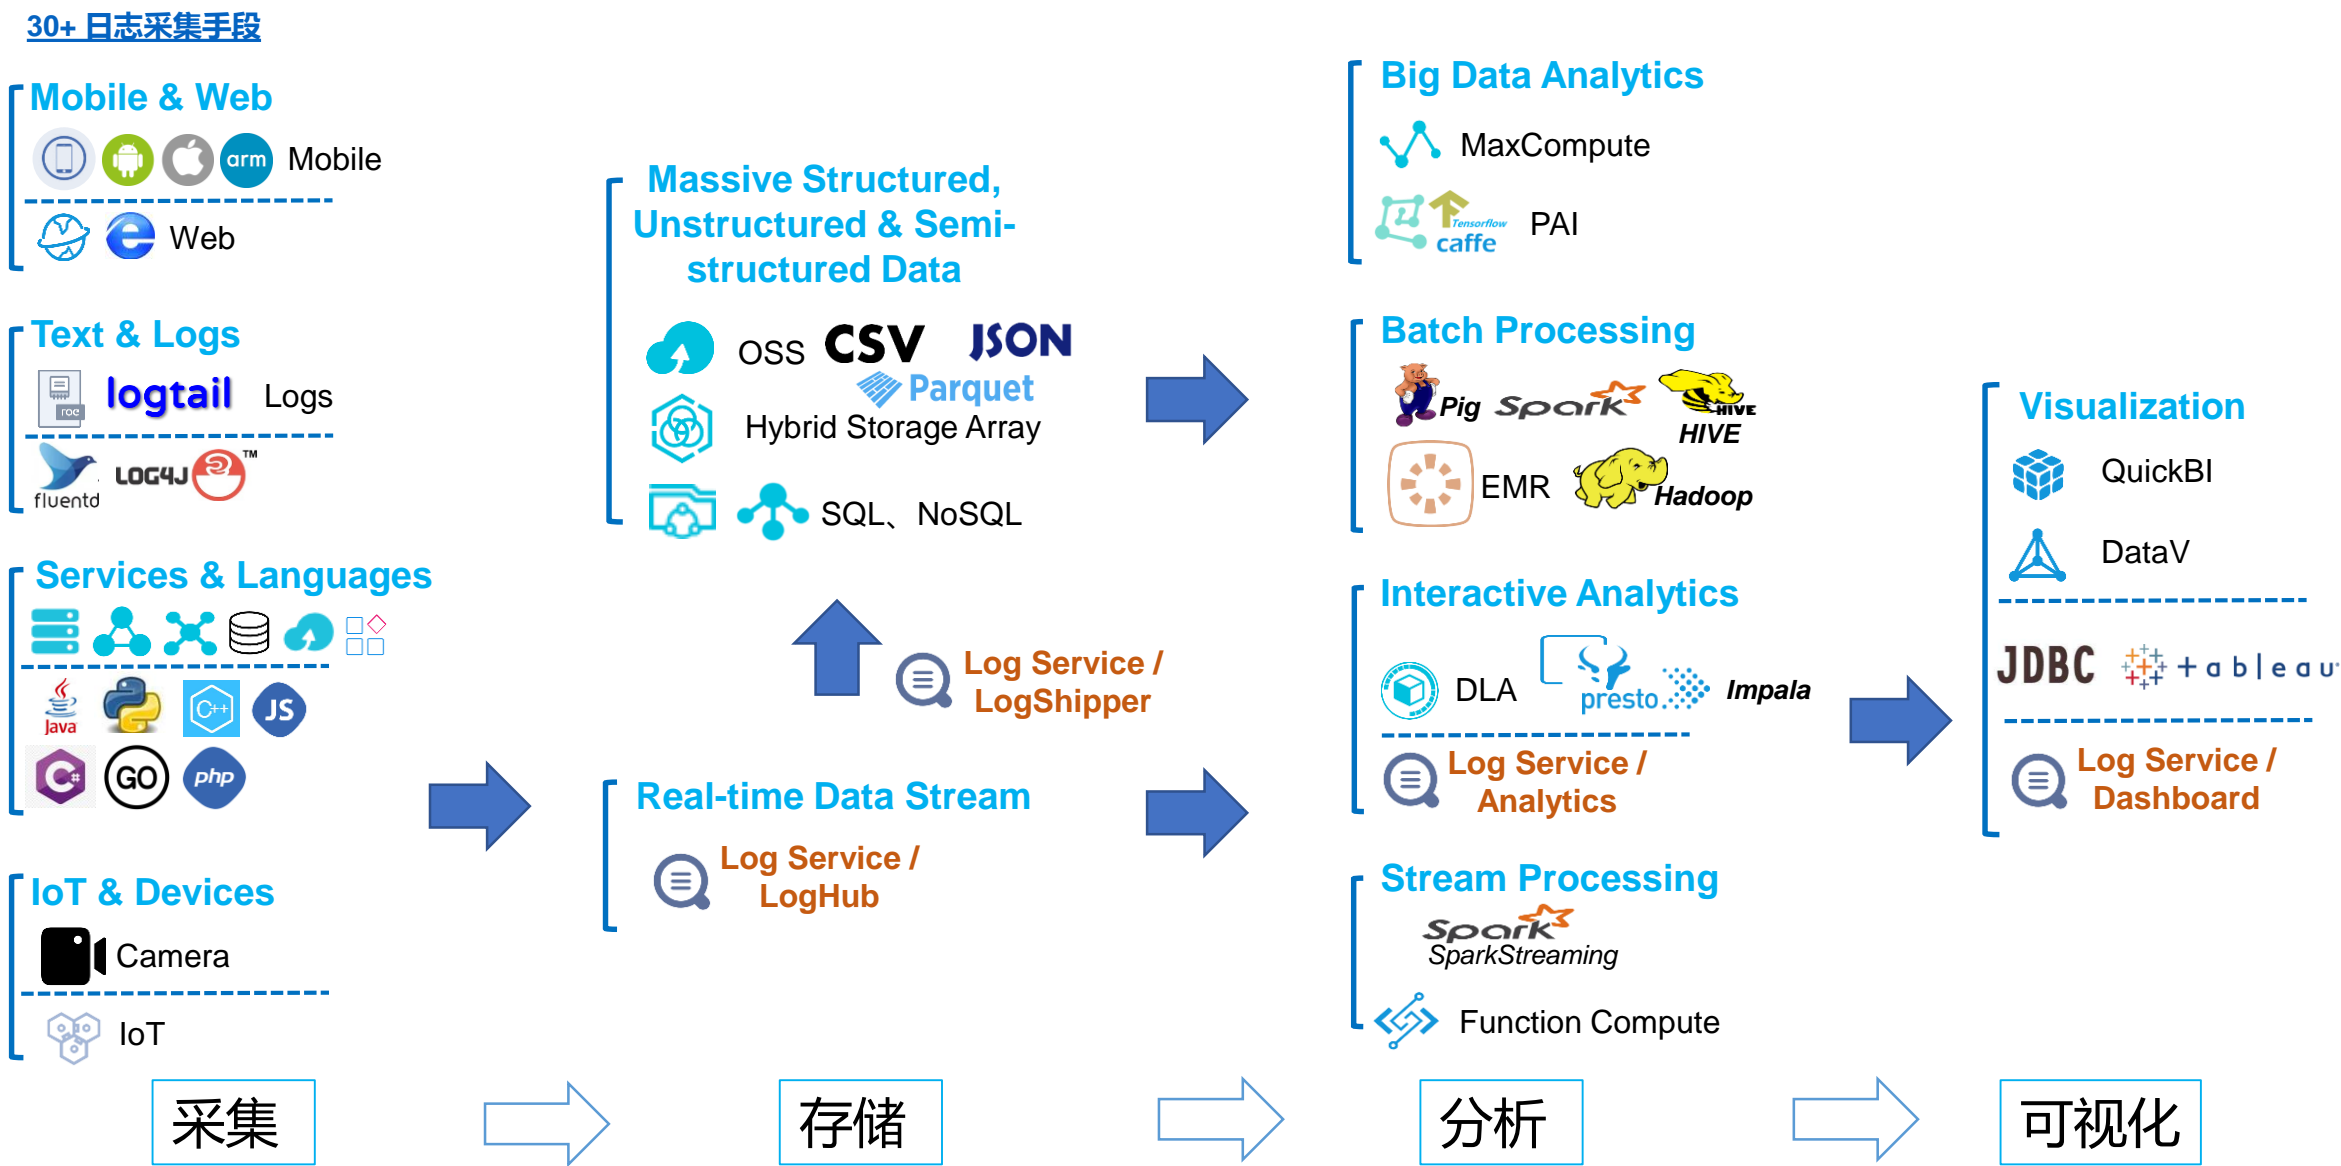 30+ 日志采集手段
Mobile & Web
arm Mobile
Web
Text & Logs
logtail Logs
fluentd LOG4J™
Services & Languages
Java C++ JS
C# GO php
IoT & Devices
Camera
IoT
采集
Massive Structured,
Unstructured & Semi-
structured Data
OSS CSV JSON
Parquet
Hybrid Storage Array
SQL、NoSQL
Log Service /
LogShipper
Real-time Data Stream
Log Service /
LogHub
存储
Big Data Analytics
MaxCompute
Tensorflow
caffe PAI
Batch Processing
Pig Spark HIVE
HIVE
EMR Hadoop
Interactive Analytics
DLA presto Impala
Log Service /
Analytics
Stream Processing
Spark
SparkStreaming
Function Compute
分析
Visualization
QuickBI
DataV
JDBC +ableau
Log Service /
Dashboard
可视化